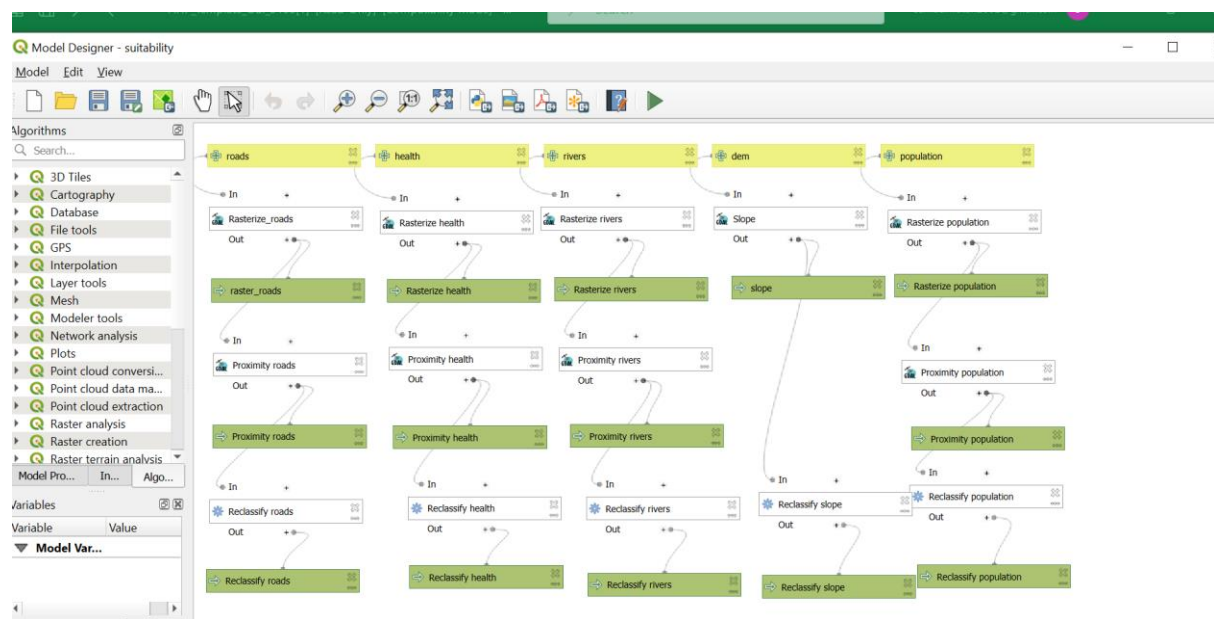 Model Designer - suitability
Model Edit View
Algorithms
Search...
3D Tiles
Cartography
Database
File tools
GPS
Interpolation
Layer tools
Mesh
Modeler tools
Network analysis
Plots
Point cloud conversi...
Point cloud data ma...
Point cloud extraction
Raster analysis
Raster creation
Raster terrain analysis
Model Pro... In... Algo...
Variables
Variable Value
Model Var...
roads health rivers dem population
In + In + In + In + In +
Rasterize_roads Rasterize health Rasterize rivers Slope Rasterize population
Out + Out + Out + Out + Out +
raster_roads Rasterize health Rasterize rivers slope Rasterize population
In + In + In + In +
Proximity roads Proximity health Proximity rivers Proximity population
Out + Out + Out + Out +
Proximity roads Proximity health Proximity rivers Proximity population
In + In + In + In + In +
Reclassify roads Reclassify health Reclassify rivers Reclassify slope Reclassify population
Out + Out + Out + Out + Out +
Reclassify roads Reclassify health Reclassify rivers Reclassify slope Reclassify population